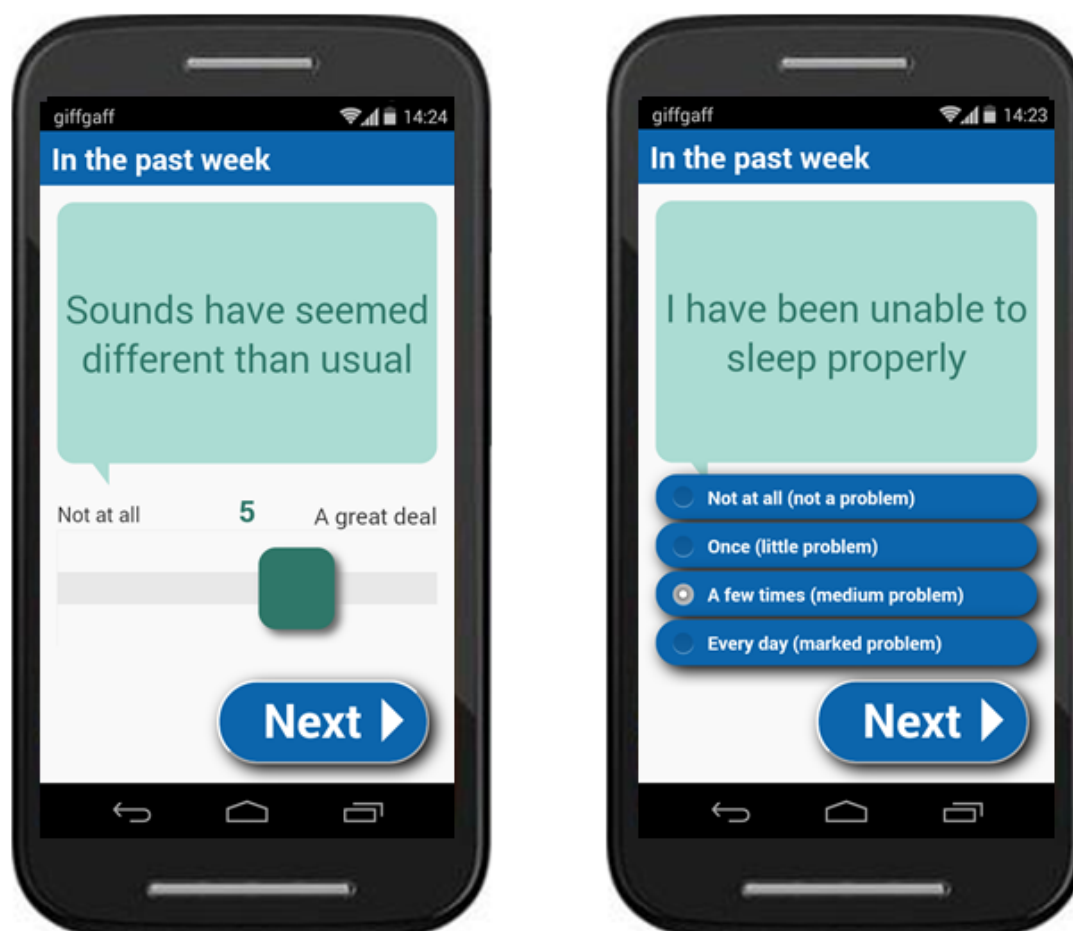 giffgaff 14:24
In the past week
Sounds have seemed
different than usual
Not at all 5 A great deal
Next
giffgaff 14:23
In the past week
I have been unable to
sleep properly
Not at all (not a problem)
Once (little problem)
A few times (medium problem)
Every day (marked problem)
Next